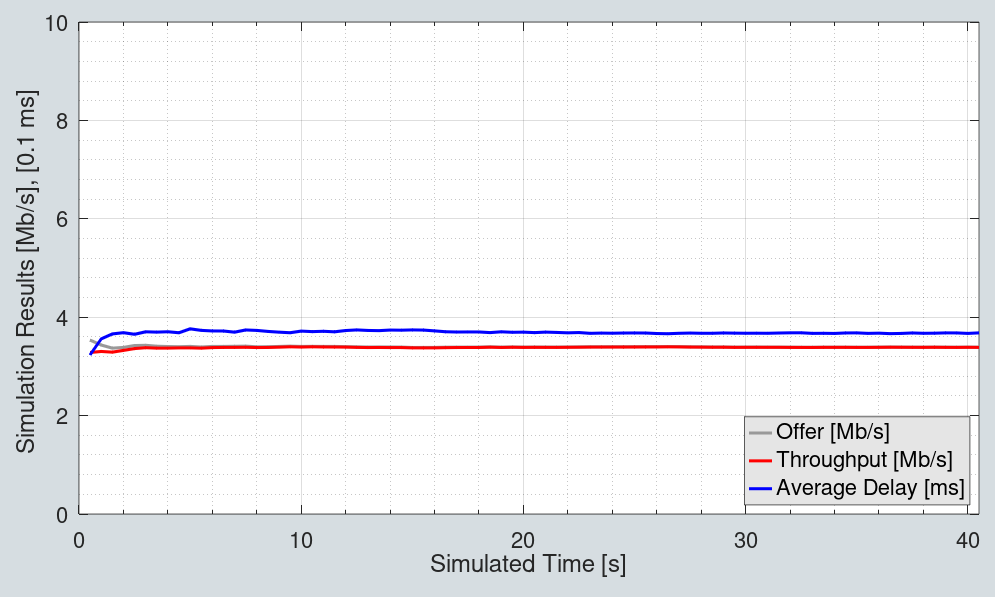 10
8
6
4
2
0
Simulation Results [Mb/s], [0.1 ms]
Offer [Mb/s]
Throughput [Mb/s]
Average Delay [ms]
0 10 20 30 40
Simulated Time [s]